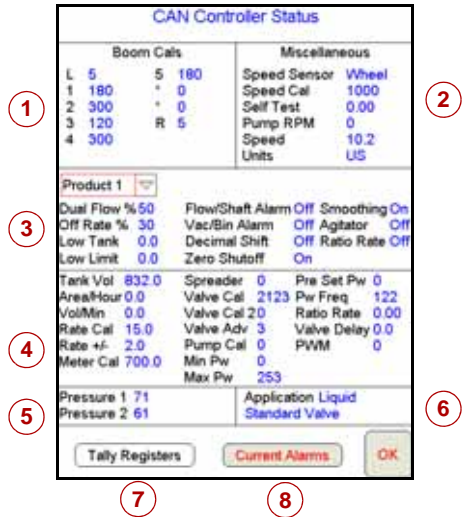 CAN Controller Status
Boom Cals
L 5 5 180
1 180 * 0
2 300 * 0
3 120 R 5
4 300
Miscellaneous
Speed Sensor Wheel
Speed Cal 1000
Self Test 0.00
Pump RPM 0
Speed 10.2
Units US
1
2
Product 1
Dual Flow % 50 Flow/Shaft Alarm Off Smoothing On
Off Rate % 30 Vac/Bin Alarm Off Agitator Off
Low Tank 0.0 Decimal Shift Off Ratio Rate Off
Low Limit 0.0 Zero Shutoff On
3
Tank Vol 832.0 Spreader 0 Pre Set Pw 0
Area/Hour 0.0 Valve Cal 2123 Pw Freq 122
Vol/Min 0.0 Valve Cal 2 0 Ratio Rate 0.00
Rate Cal 15.0 Valve Adv 3 Valve Delay 0.0
Rate +/- 2.0 Pump Cal 0 PWM 0
Meter Cal 700.0 Min Pw 0
Max Pw 253
4
Pressure 1 71 Application Liquid
Pressure 2 61 Standard Valve
5
6
Tally Registers Current Alarms OK
7
8